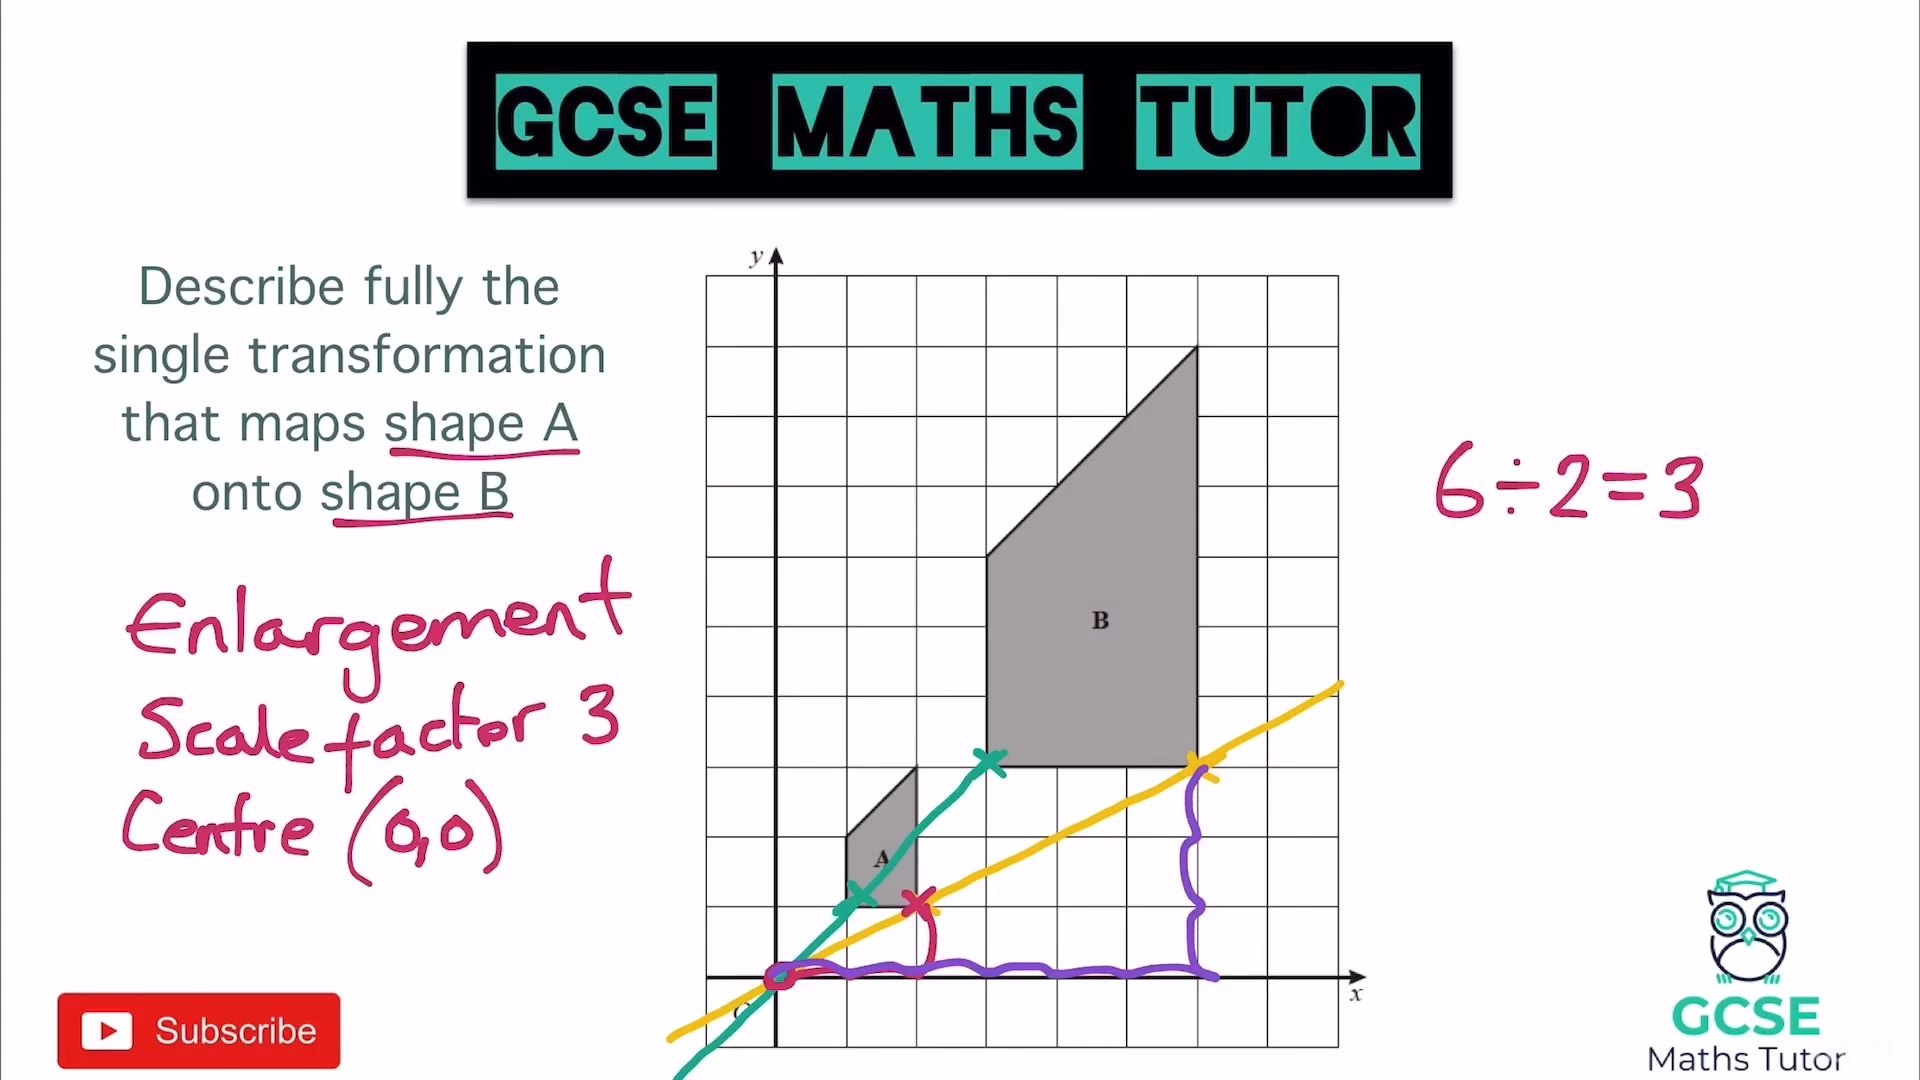 GCSE MATHS TUTOR
Describe fully the
single transformation
that maps shape A
onto shape B
Enlargement
Scale factor 3
Centre (0,0)
y
B
A
x
6÷2=3
Subscribe
GCSE
Maths Tutor